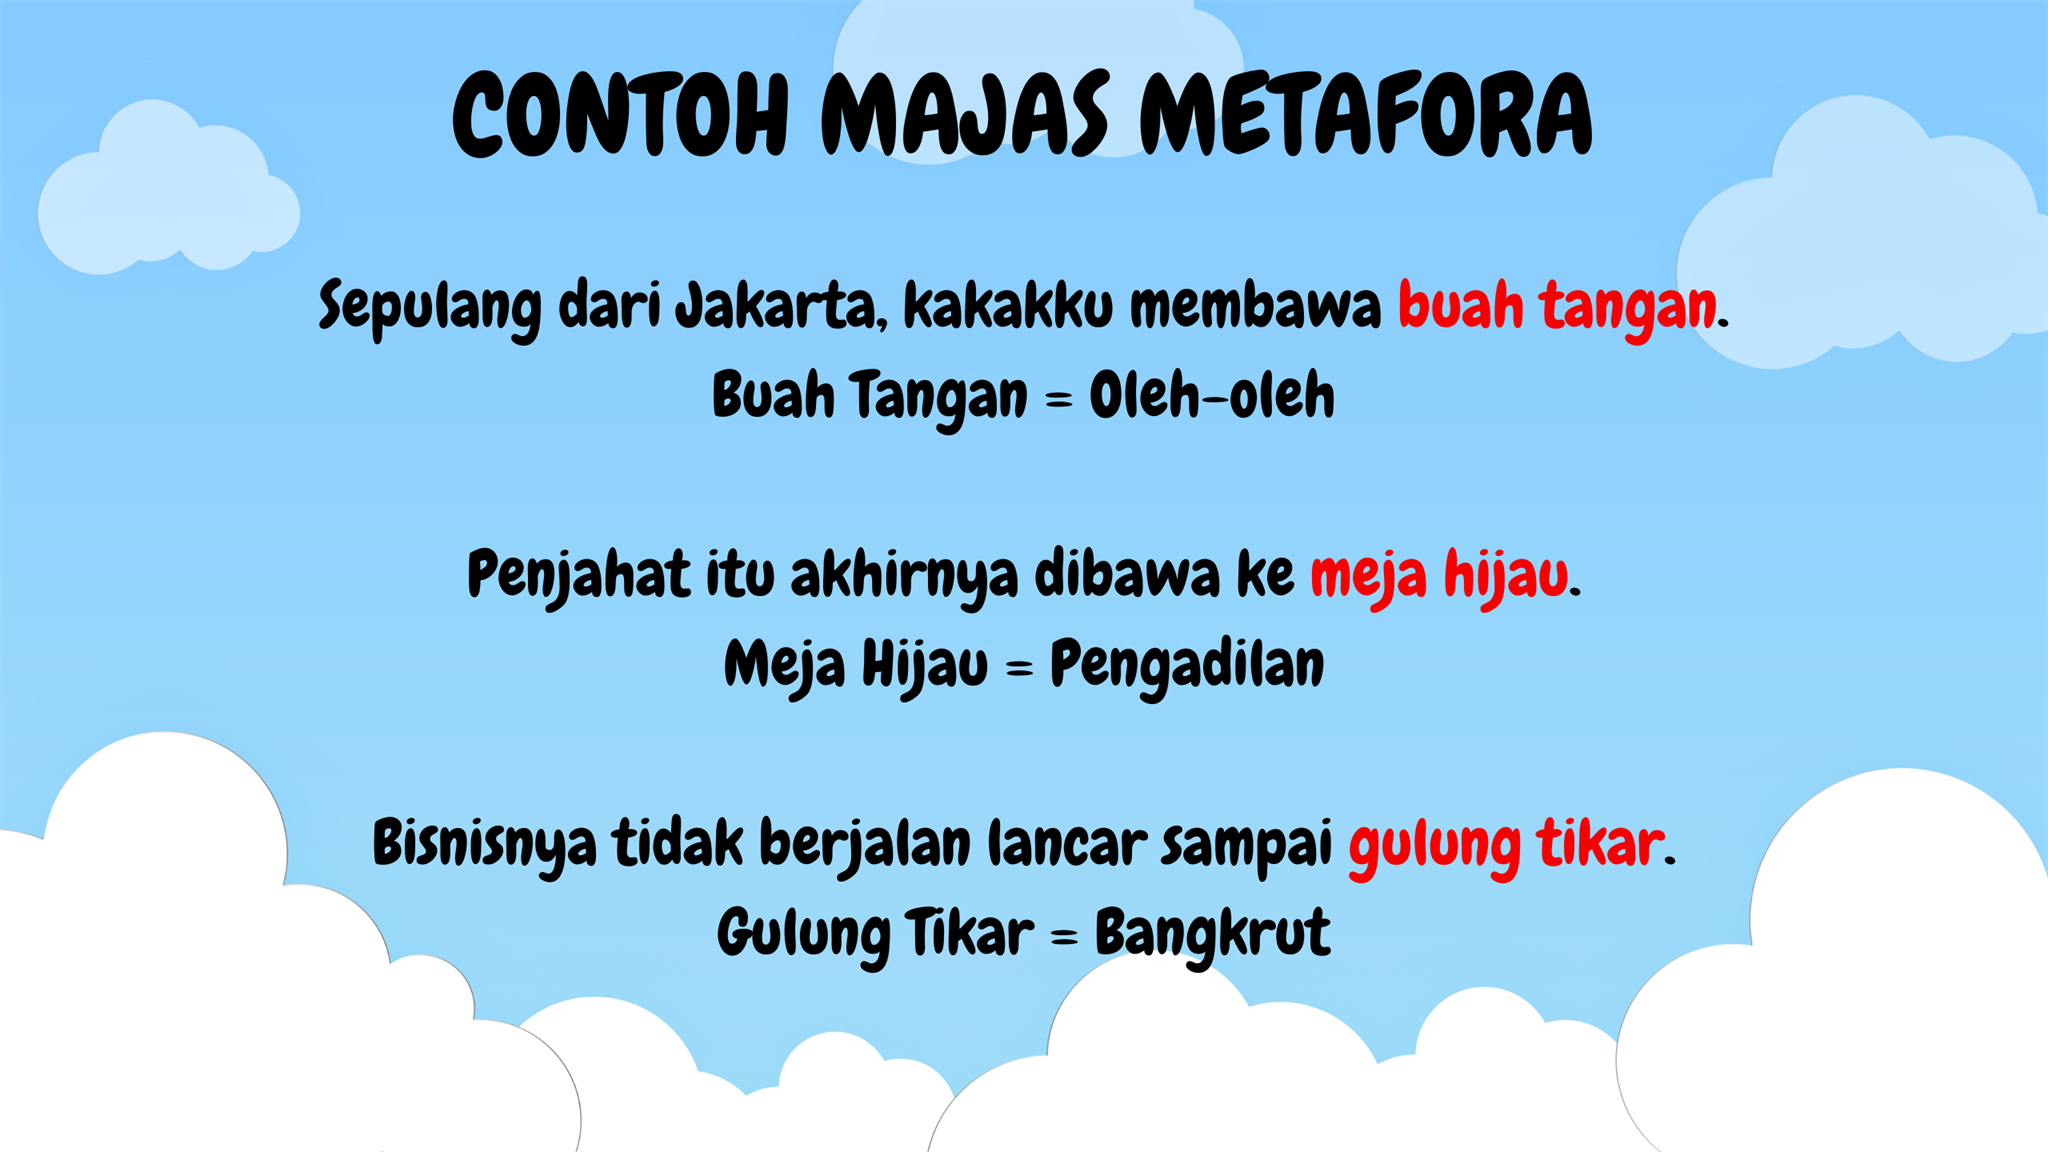 CONTOH MAJAS METAFORA
Sepulang dari Jakarta, kakakku membawa buah tangan.
Buah Tangan = Oleh-oleh
Penjahat itu akhirnya dibawa ke meja hijau.
Meja Hijau = Pengadilan
Bisnisnya tidak berjalan lancar sampai gulung tikar.
Gulung Tikar = Bangkrut